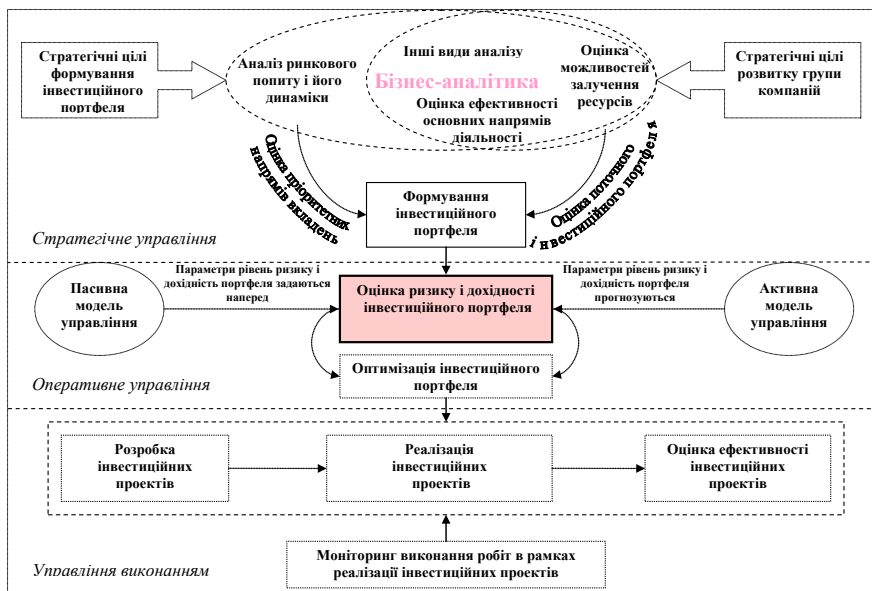 Стратегічні цілі
формування
інвестиційного
портфеля
Аналіз ринкового
попиту і його
динаміки
Інші види аналізу
Бізнес-аналітика
Оцінка ефективності
основних напрямів
діяльності
Оцінка
можливостей
залучення
ресурсів
Стратегічні цілі
розвитку групи
компаній
Оцінка пріоритетних
напрямів вкладень
Оцінка поточного
інвестиційного портфеля
Формування
інвестиційного
портфеля
Стратегічне управління
Пасивна
модель
управління
Параметри рівень ризику і
дохідність портфеля задаються
наперед
Оцінка ризику і дохідності
інвестиційного портфеля
Параметри рівень ризику і
дохідність портфеля
прогнозуються
Активна
модель
управління
Оптимізація інвестиційного
портфеля
Оперативне управління
Розробка
інвестиційних
проектів
Реалізація
інвестиційних
проектів
Оцінка ефективності
інвестиційних
проектів
Моніторинг виконання робіт в рамках
реалізації інвестиційних проектів
Управління виконанням